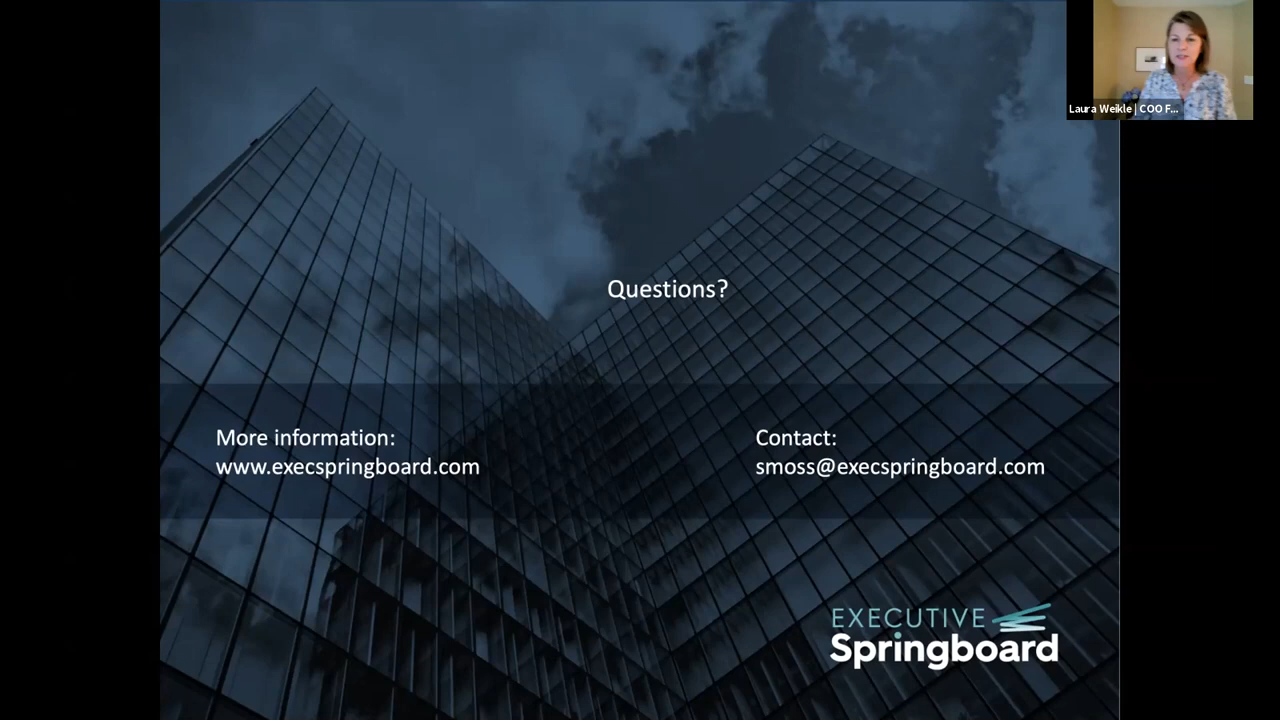 Laura Weikle | COO F...
Questions?
More information:
www.execspringboard.com
Contact:
smoss@execspringboard.com
EXECUTIVE
Springboard